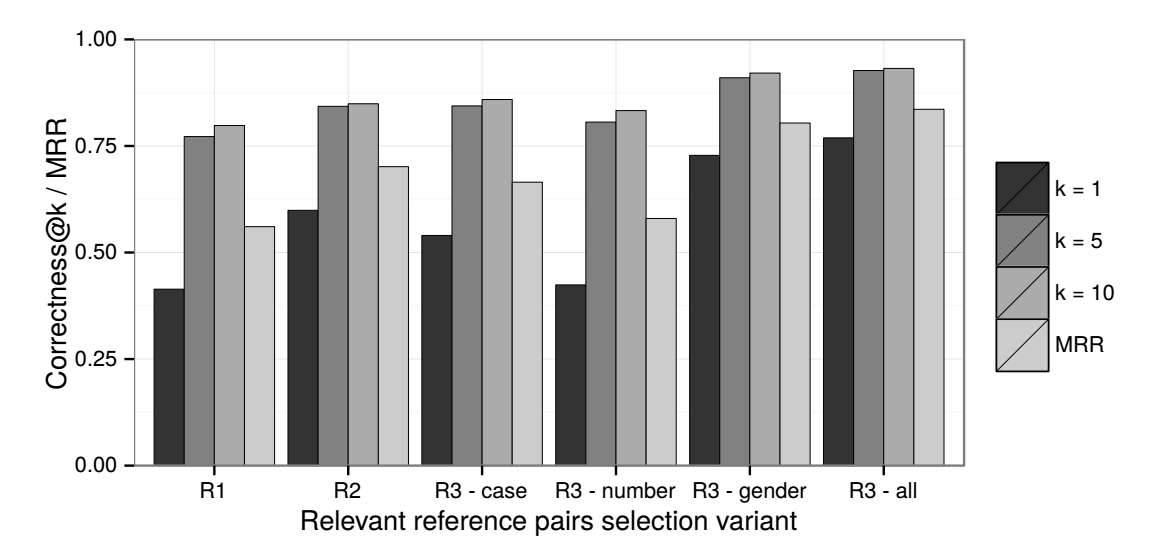 Correctness@k / MRR
1.00
0.75
0.50
0.25
0.00
R1
R2
R3 - case
R3 - number
R3 - gender
R3 - all
Relevant reference pairs selection variant
k = 1
k = 5
k = 10
MRR